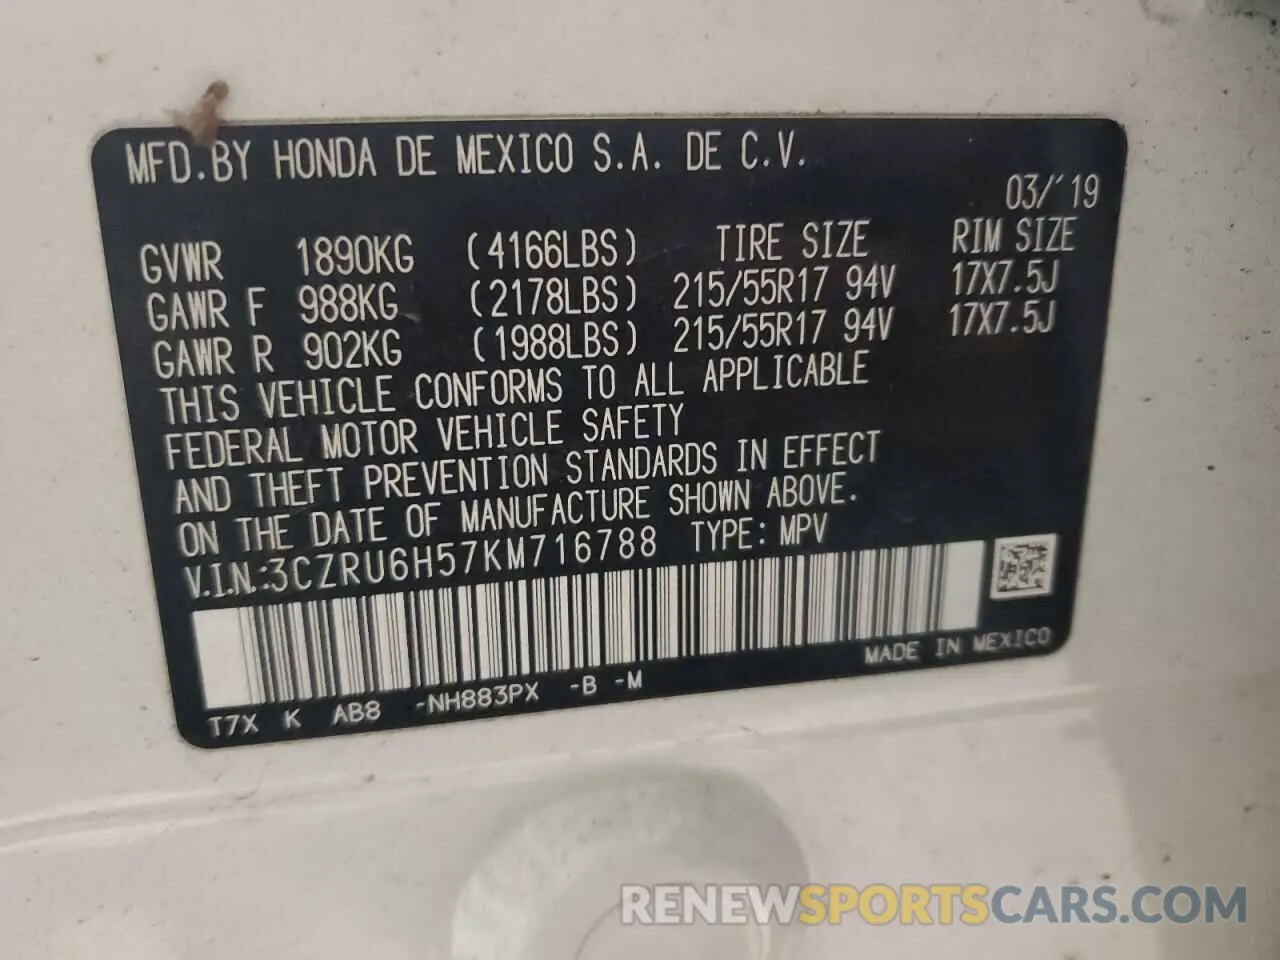 MFD.BY HONDA DE MEXICO S.A. DE C.V.
03/'19
GVWR 1890KG (4166LBS) TIRE SIZE RIM SIZE
GAWR F 988KG (2178LBS) 215/55R17 94V 17X7.5J
GAWR R 902KG (1988LBS) 215/55R17 94V 17X7.5J
THIS VEHICLE CONFORMS TO ALL APPLICABLE
FEDERAL MOTOR VEHICLE SAFETY
AND THEFT PREVENTION STANDARDS IN EFFECT
ON THE DATE OF MANUFACTURE SHOWN ABOVE.
V.I.N.:3CZRU6H57KM716788 TYPE: MPV
MADE IN MEXICO
T7X K AB8 -NH883PX -B -M
RENEWSPORTSCARS.COM